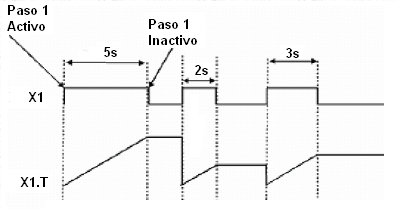 Paso 1
Activo
Paso 1
Inactivo
5s
2s
3s
X1
X1.T